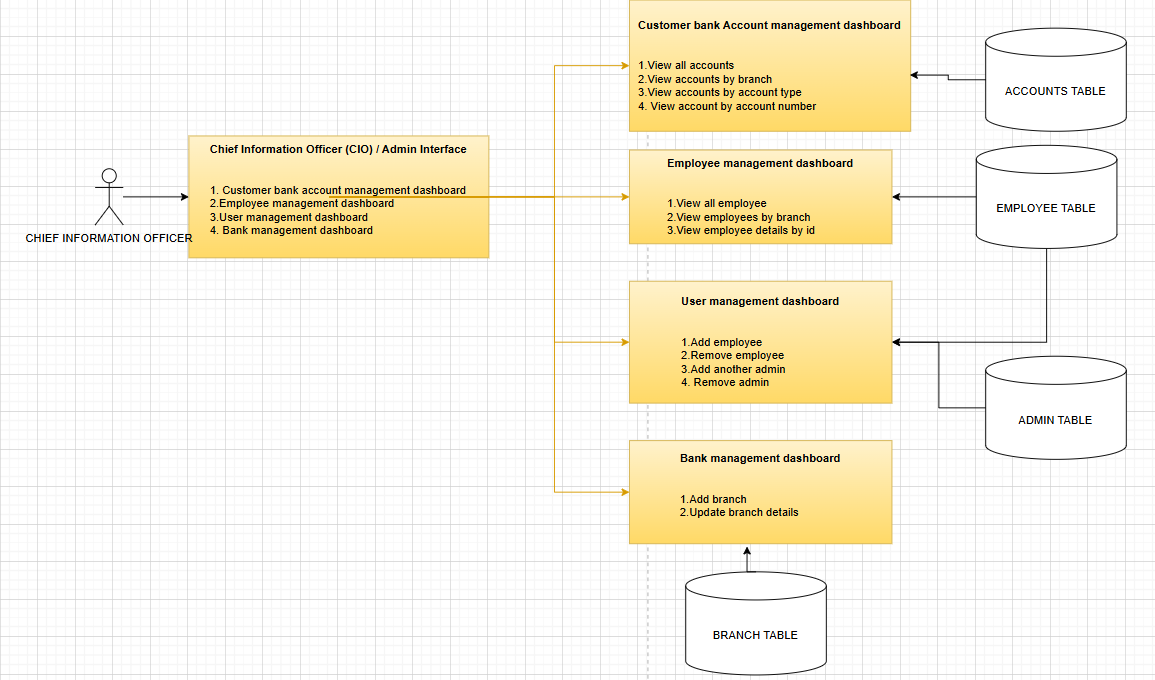 Customer bank Account management dashboard
1.View all accounts
2.View accounts by branch
3.View accounts by account type
4. View account by account number
ACCOUNTS TABLE
Chief Information Officer (CIO) / Admin Interface
1. Customer bank account management dashboard
2.Employee management dashboard
3.User management dashboard
4. Bank management dashboard
CHIEF INFORMATION OFFICER
Employee management dashboard
1.View all employee
2.View employees by branch
3.View employee details by id
EMPLOYEE TABLE
User management dashboard
1.Add employee
2.Remove employee
3.Add another admin
4. Remove admin
ADMIN TABLE
Bank management dashboard
1.Add branch
2.Update branch details
BRANCH TABLE